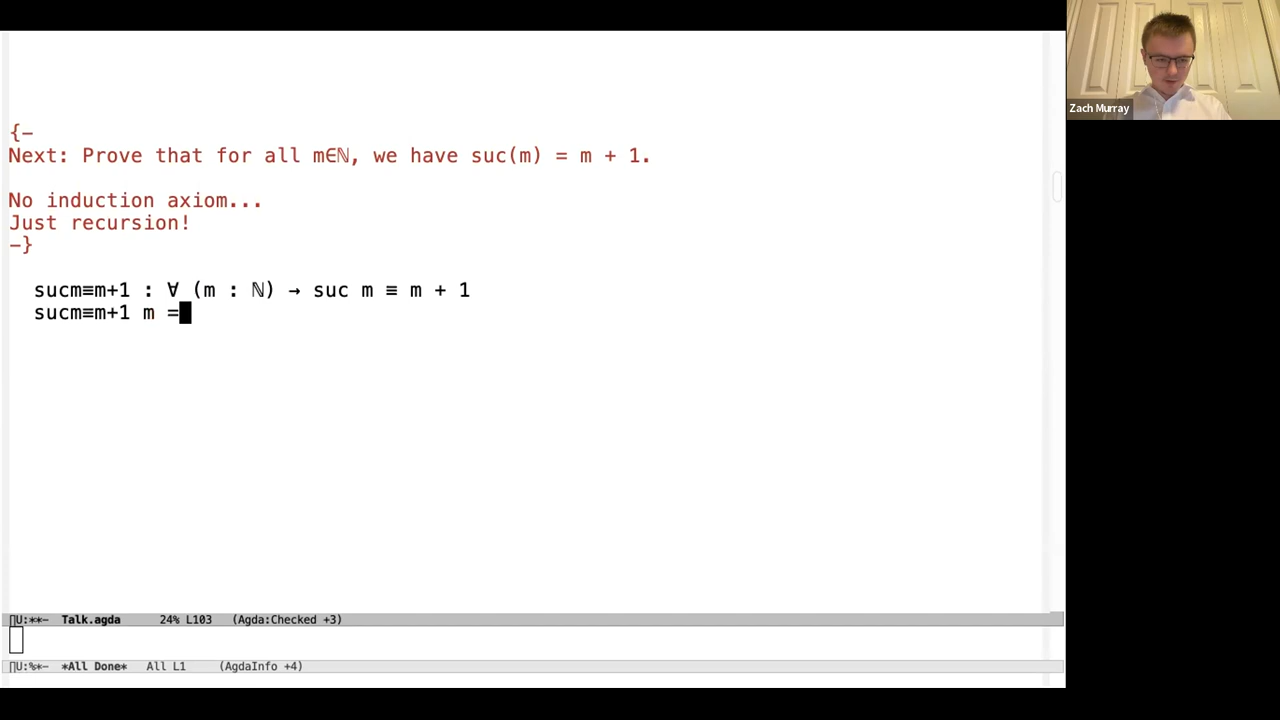 {-
Next: Prove that for all m∈ℕ, we have suc(m) = m + 1.
No induction axiom...
Just recursion!
-}
sucm≡m+1 : ∀ (m : ℕ) → suc m ≡ m + 1
sucm≡m+1 m =
U:**- Talk.agda 24% L103 (Agda:Checked +3)
U:%*- *All Done* All L1 (AgdaInfo +4)
Zach Murray